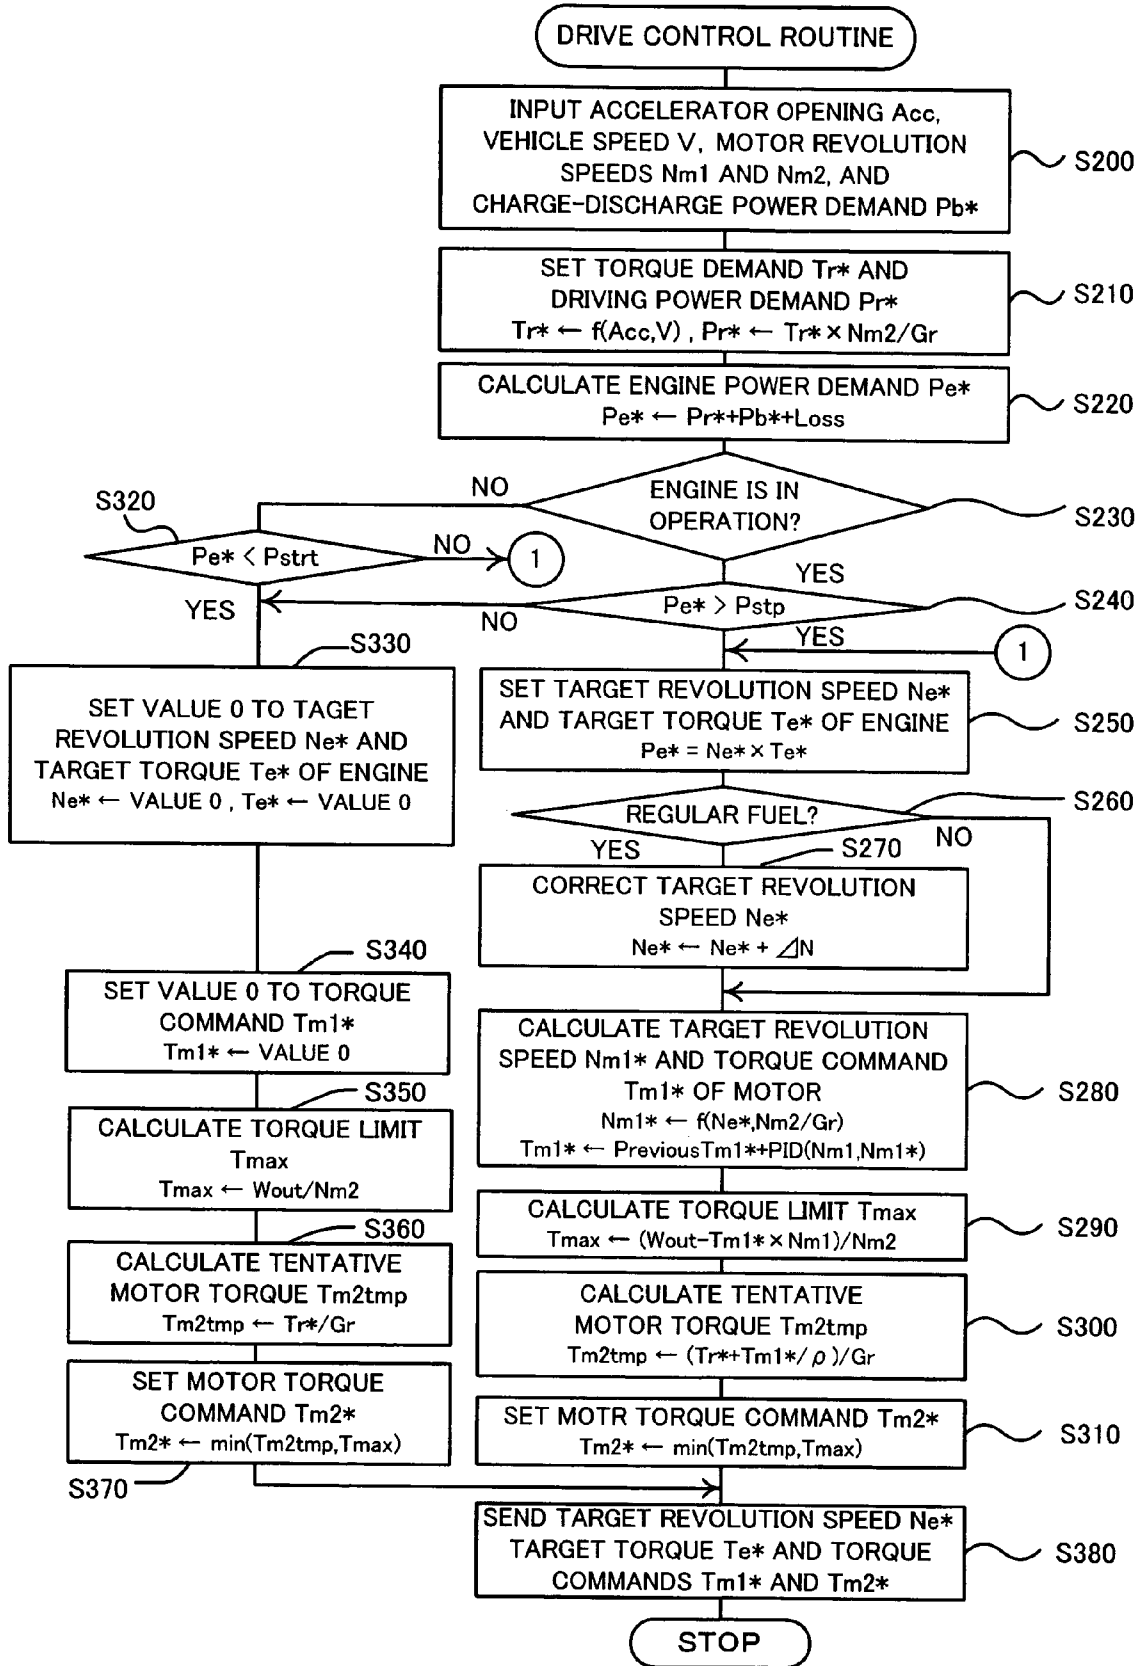 DRIVE CONTROL ROUTINE
INPUT ACCELERATOR OPENING Acc,
VEHICLE SPEED V, MOTOR REVOLUTION
SPEEDS Nm1 AND Nm2, AND
CHARGE-DISCHARGE POWER DEMAND Pb*
S200
SET TORQUE DEMAND Tr* AND
DRIVING POWER DEMAND Pr*
Tr* ← f(Acc,V) , Pr* ← Tr* × Nm2/Gr
S210
CALCULATE ENGINE POWER DEMAND Pe*
Pe* ← Pr*+Pb*+Loss
S220
ENGINE IS IN
OPERATION?
S230
NO
YES
S320
Pe* < Pstrt
NO
1
YES
Pe* > Pstp
S240
NO
YES
1
S330
SET VALUE 0 TO TAGET
REVOLUTION SPEED Ne* AND
TARGET TORQUE Te* OF ENGINE
Ne* ← VALUE 0 , Te* ← VALUE 0
SET TARGET REVOLUTION SPEED Ne*
AND TARGET TORQUE Te* OF ENGINE
Pe* = Ne* × Te*
S250
REGULAR FUEL?
S260
NO
YES
S270
CORRECT TARGET REVOLUTION
SPEED Ne*
Ne* ← Ne* + ⊿N
S340
SET VALUE 0 TO TORQUE
COMMAND Tm1*
Tm1* ← VALUE 0
CALCULATE TARGET REVOLUTION
SPEED Nm1* AND TORQUE COMMAND
Tm1* OF MOTOR
Nm1* ← f(Ne*,Nm2/Gr)
Tm1* ← PreviousTm1*+PID(Nm1,Nm1*)
S280
S350
CALCULATE TORQUE LIMIT
Tmax
Tmax ← Wout/Nm2
CALCULATE TORQUE LIMIT Tmax
Tmax ← (Wout-Tm1* × Nm1)/Nm2
S290
S360
CALCULATE TENTATIVE
MOTOR TORQUE Tm2tmp
Tm2tmp ← Tr*/Gr
CALCULATE TENTATIVE
MOTOR TORQUE Tm2tmp
Tm2tmp ← (Tr*+Tm1*/ρ)/Gr
S300
SET MOTOR TORQUE
COMMAND Tm2*
Tm2* ← min(Tm2tmp,Tmax)
S370
SET MOTR TORQUE COMMAND Tm2*
Tm2* ← min(Tm2tmp,Tmax)
S310
SEND TARGET REVOLUTION SPEED Ne*
TARGET TORQUE Te* AND TORQUE
COMMANDS Tm1* AND Tm2*
S380
STOP